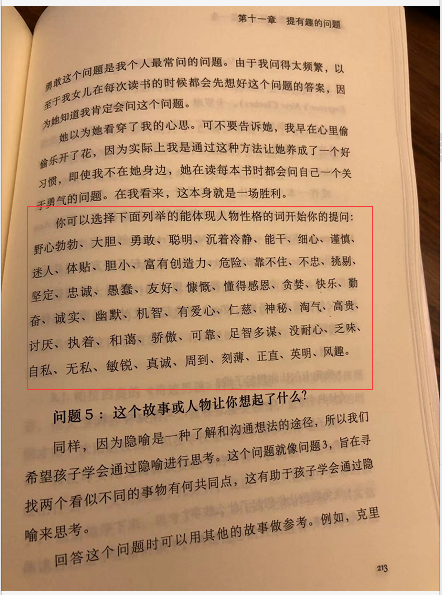 第十一章 提有趣的问题
勇敢这个问题是我个人最常问的问题。由于我问得太频繁，以
至于我女儿在每次读书的时候都会先想好这个问题的答案，因
为她知道我肯定会问这个问题。
她以为她看穿了我的心思。可不要告诉她，我早在心里偷
偷乐开了花，因为实际上我是通过这种方法让她养成了一个好
习惯，即使我不在她身边，她在读每本书时都会问自己一个关
于勇气的问题。在我看来，这本身就是一场胜利。
你可以选择下面列举的能体现人物性格的词开始你的提问：
野心勃勃、大胆、勇敢、聪明、沉着冷静、能干、细心、谨慎、
迷人、体贴、胆小、富有创造力、危险、靠不住、不忠、挑剔、
坚定、忠诚、愚蠢、友好、慷慨、懂得感恩、贪婪、快乐、勤
奋、诚实、幽默、机智、有爱心、仁慈、神秘、淘气、高贵、
讨厌、执着、和蔼、骄傲、可靠、足智多谋、没耐心、乏味、
自私、无私、敏锐、真诚、周到、刻薄、正直、英明、风趣。
问题 5：这个故事或人物让你想起了什么？
同样，因为隐喻是一种了解和沟通想法的途径，所以我们
希望孩子学会通过隐喻进行思考。这个问题就像问题3，旨在寻
找两个看似不同的事物有何共同点，这有助于孩子学会通过隐
喻来思考。
回答这个问题时可以用其他的故事做参考。例如，克里
213